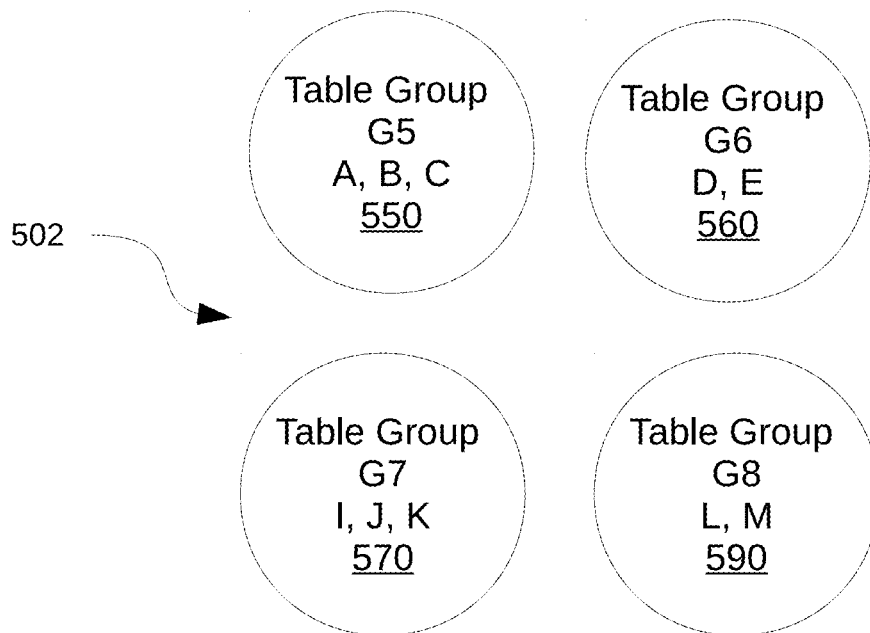 Table Group
G5
A, B, C
550
Table Group
G6
D, E
560
502
Table Group
G7
I, J, K
570
Table Group
G8
L, M
590